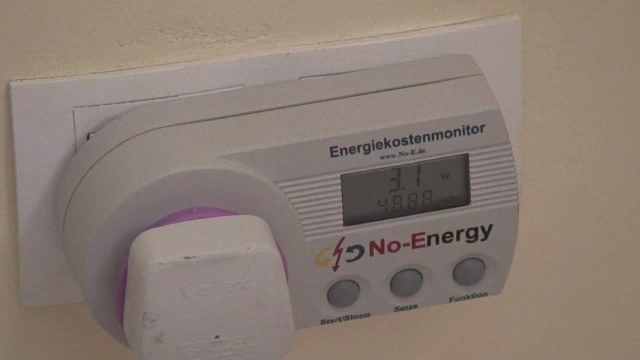 Energiekostenmonitor
www.No-E.de
3.1 W
No-Energy
Start/Stopp Setze Funktion